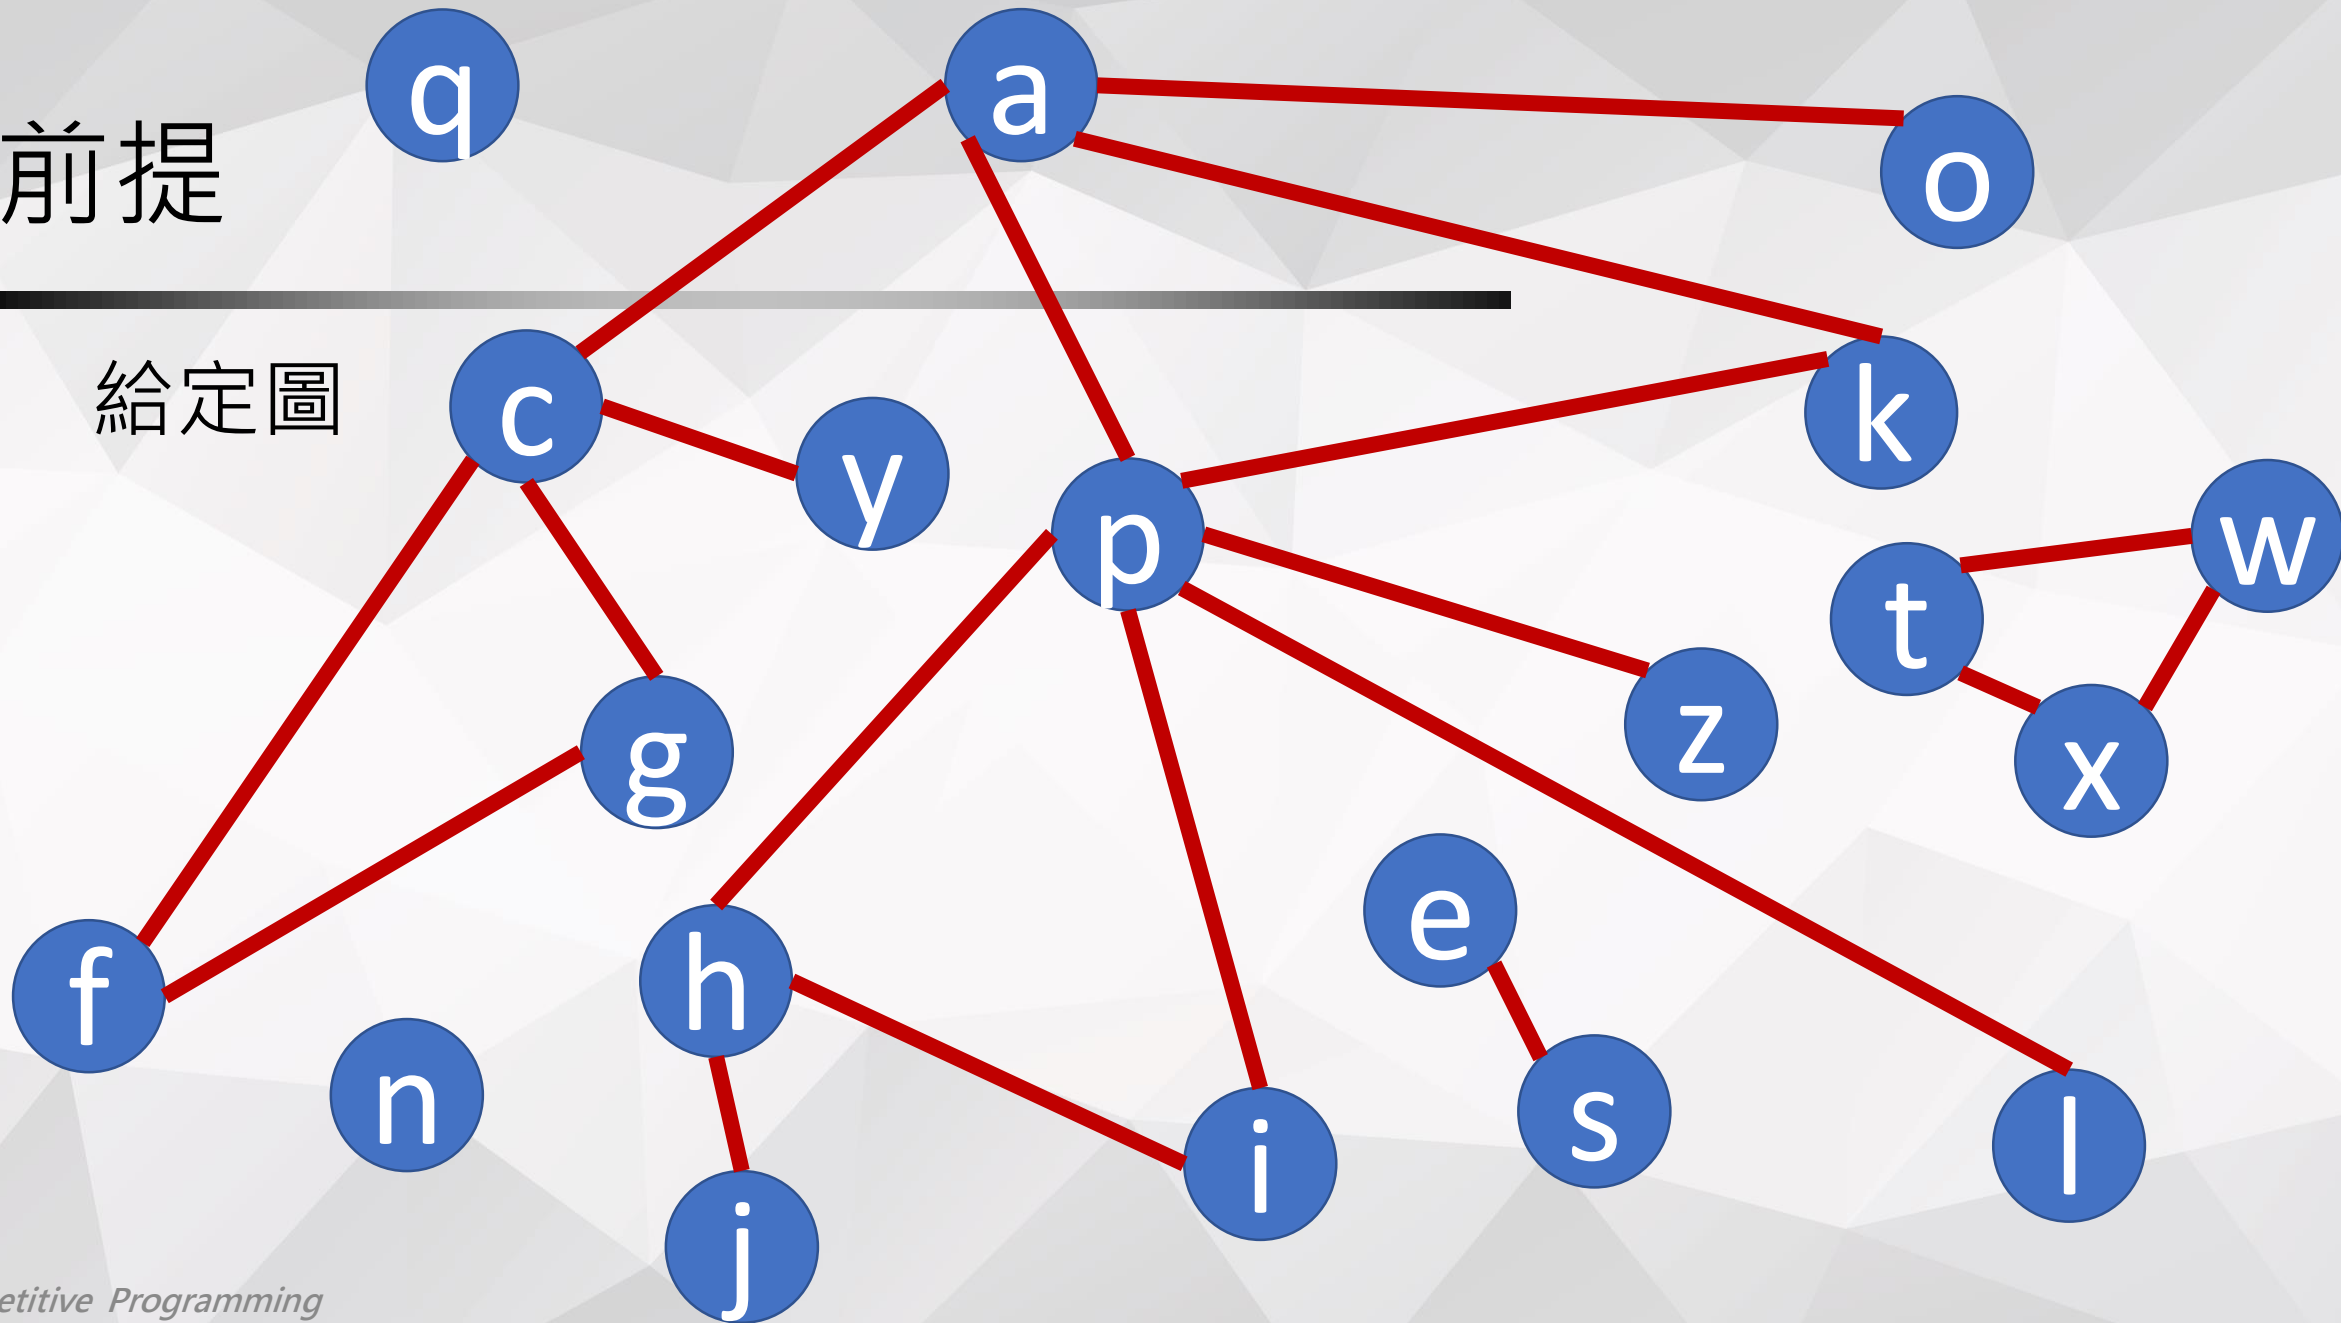 前提
給定圖
q
a
o
c
y
k
p
w
t
z
x
g
e
f
h
n
s
l
i
j
etitive Programming